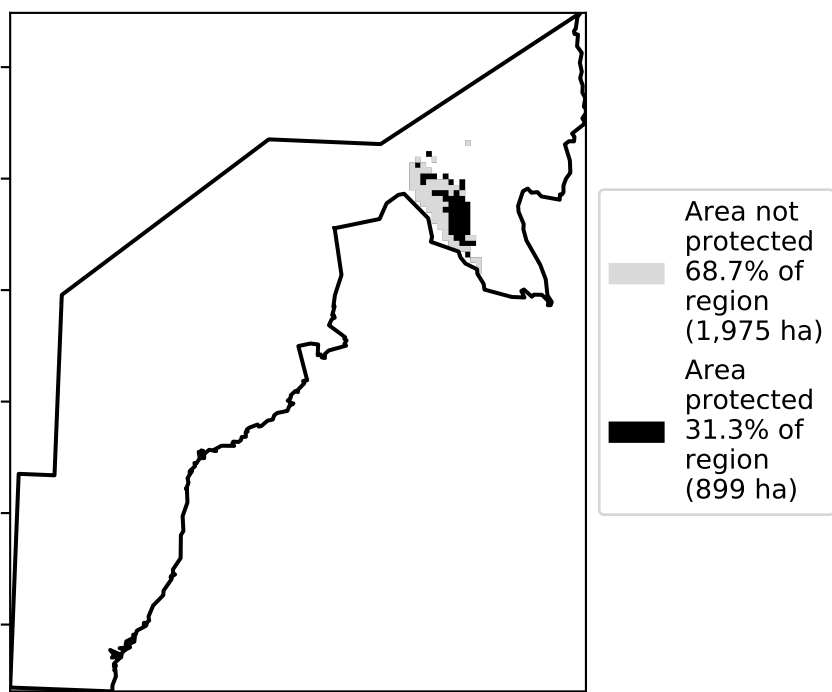 Area not
protected
68.7% of
region
(1,975 ha)
Area
protected
31.3% of
region
(899 ha)